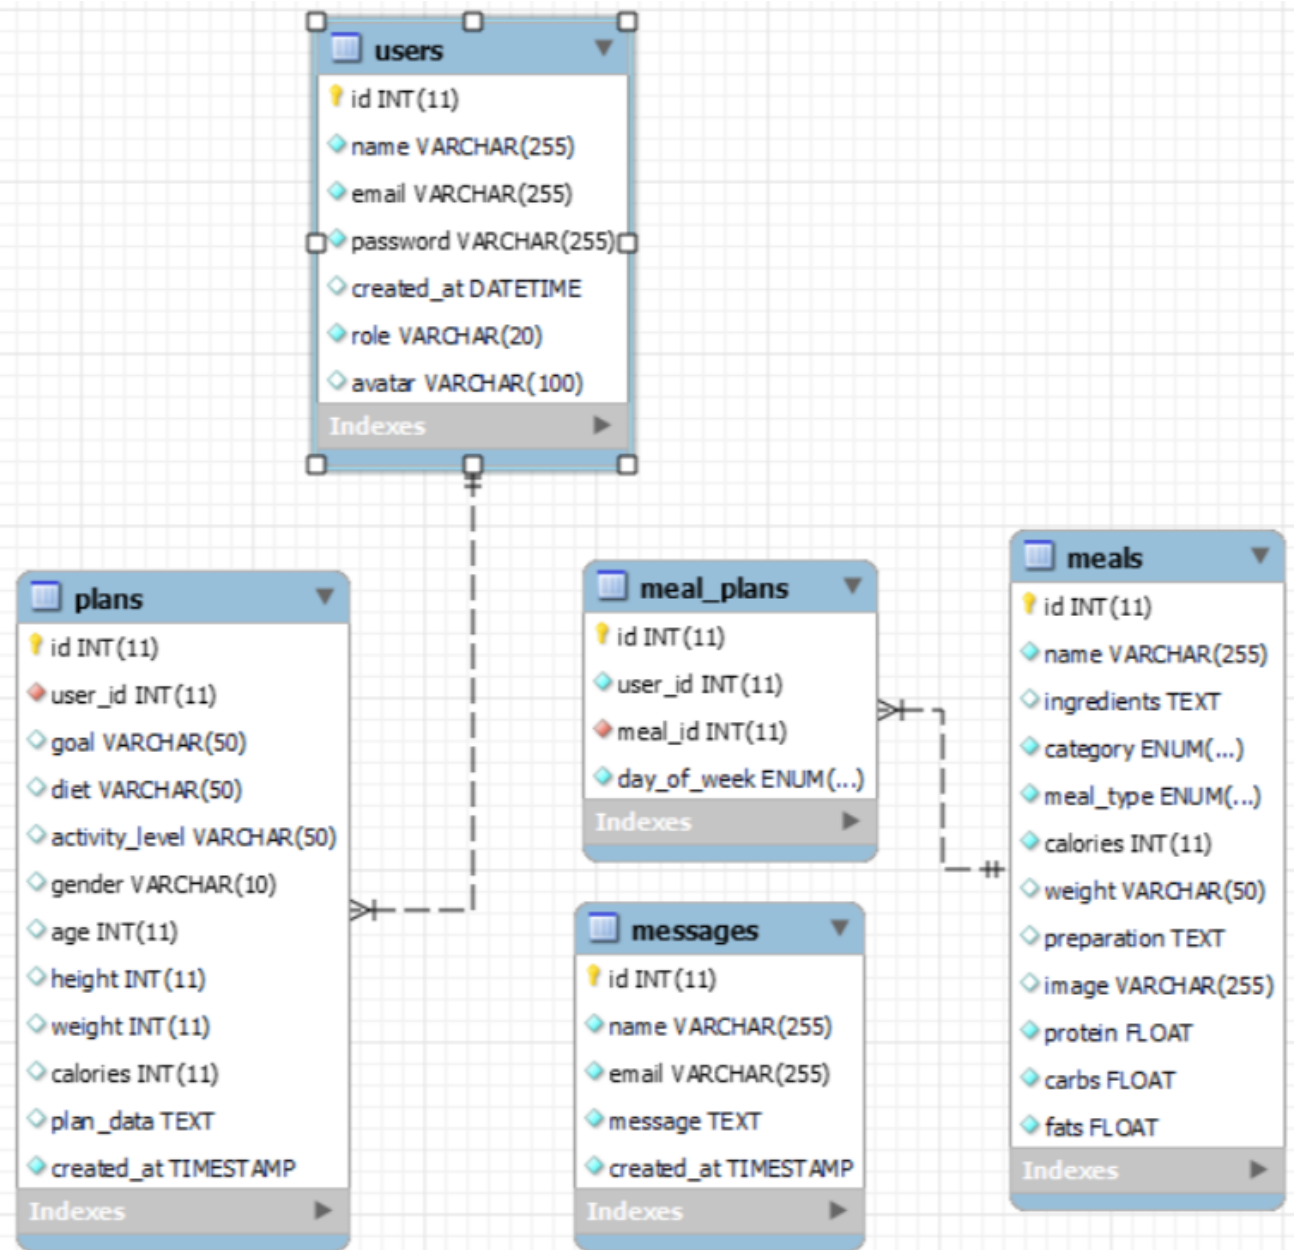 users
id INT(11)
name VARCHAR(255)
email VARCHAR(255)
password VARCHAR(255)
created_at DATETIME
role VARCHAR(20)
avatar VARCHAR(100)
Indexes
plans
id INT(11)
user_id INT(11)
goal VARCHAR(50)
diet VARCHAR(50)
activity_level VARCHAR(50)
gender VARCHAR(10)
age INT(11)
height INT(11)
weight INT(11)
calories INT(11)
plan_data TEXT
created_at TIMESTAMP
Indexes
meal_plans
id INT(11)
user_id INT(11)
meal_id INT(11)
day_of_week ENUM(...)
Indexes
messages
id INT(11)
name VARCHAR(255)
email VARCHAR(255)
message TEXT
created_at TIMESTAMP
Indexes
meals
id INT(11)
name VARCHAR(255)
ingredients TEXT
category ENUM(...)
meal_type ENUM(...)
calories INT(11)
weight VARCHAR(50)
preparation TEXT
image VARCHAR(255)
protein FLOAT
carbs FLOAT
fats FLOAT
Indexes